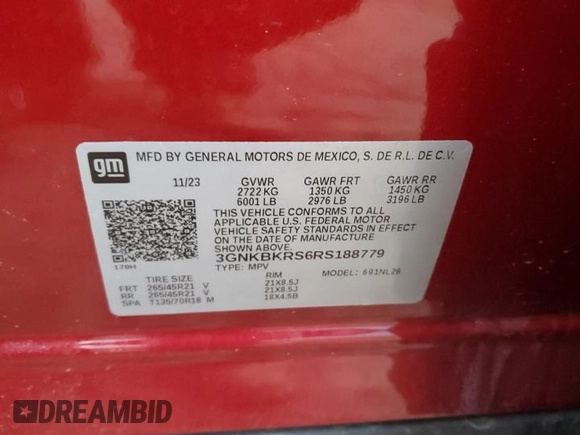 gm
MFD BY GENERAL MOTORS DE MEXICO, S. DE R.L. DE C.V.
11/23 GVWR GAWR FRT GAWR RR
2722 KG 1350 KG 1450 KG
6001 LB 2976 LB 3196 LB
THIS VEHICLE CONFORMS TO ALL
APPLICABLE U.S. FEDERAL MOTOR
VEHICLE SAFETY STANDARDS IN EFFECT
ON THE DATE OF MANUFACTURE SHOWN ABOVE.
3GNKBKRS6RS188779
170H TYPE: MPV MODEL: 691NL26
TIRE SIZE RIM
FRT 265/45R21 V 21X8.5J
RR 265/45R21 V 21X8.5J
SPA T135/70R18 M 18X4.5B
DREAMBID